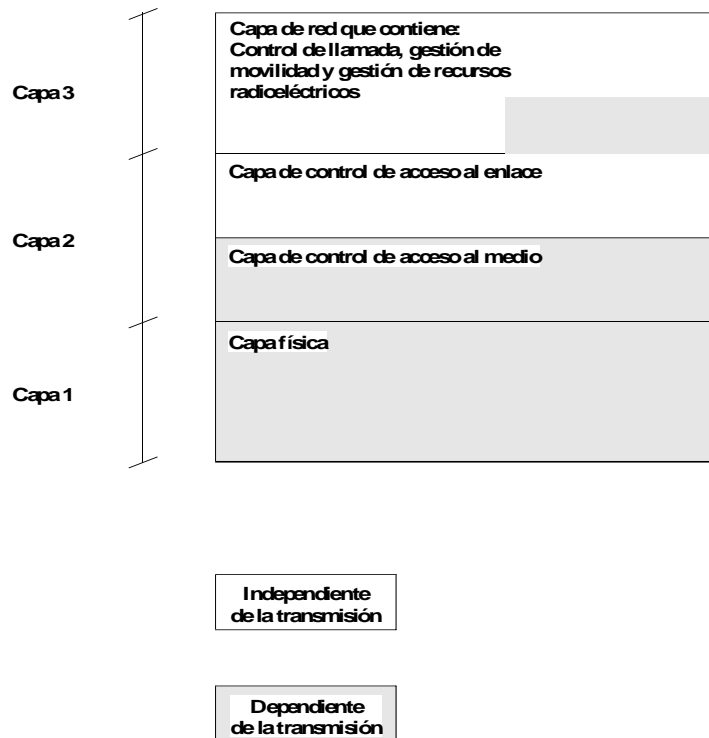 Capa de red que contiene:
Control de llamada, gestión de
movilidad y gestión de recursos
radioeléctricos
Capa 3
Capa de control de acceso al enlace
Capa 2
Capa de control de acceso al medio
Capa física
Capa 1
Independiente
de la transmisión
Dependiente
de la transmisión